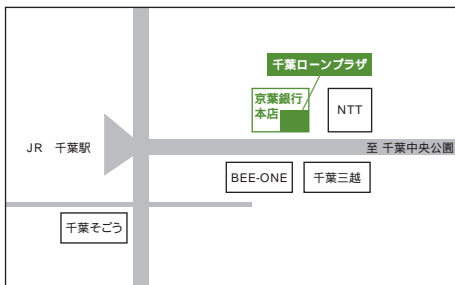 千葉ローンプラザ
京葉銀行
本店
NTT
JR 千葉駅
至 千葉中央公園
BEE-ONE
千葉三越
千葉そごう